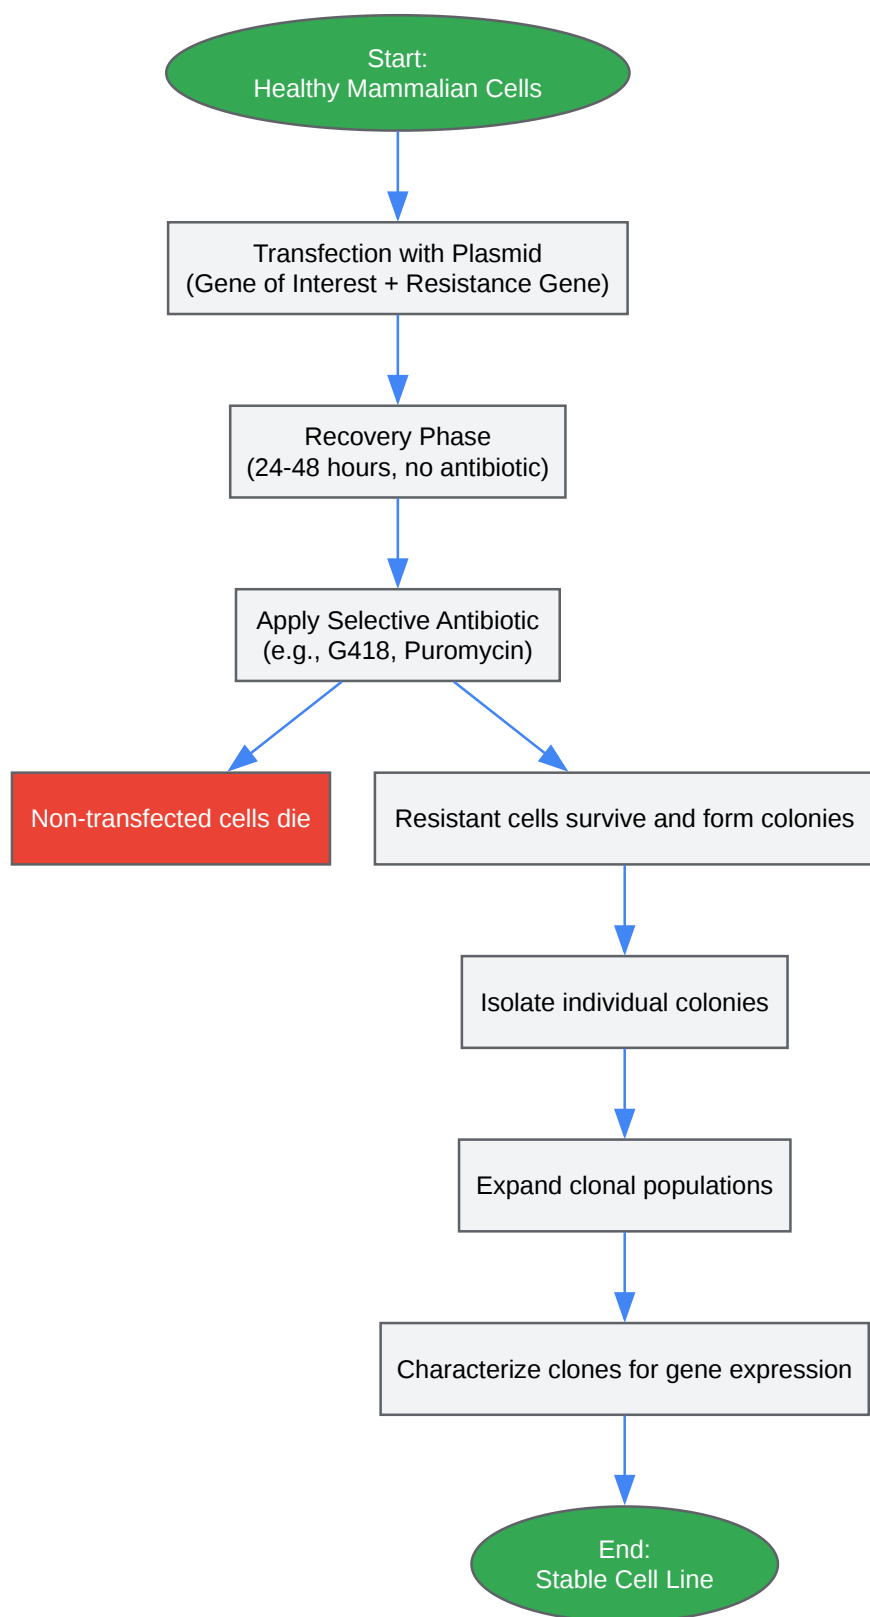 Start:
Healthy Mammalian Cells
Transfection with Plasmid
(Gene of Interest + Resistance Gene)
Recovery Phase
(24-48 hours, no antibiotic)
Apply Selective Antibiotic
(e.g., G418, Puromycin)
Non-transfected cells die
Resistant cells survive and form colonies
Isolate individual colonies
Expand clonal populations
Characterize clones for gene expression
End:
Stable Cell Line